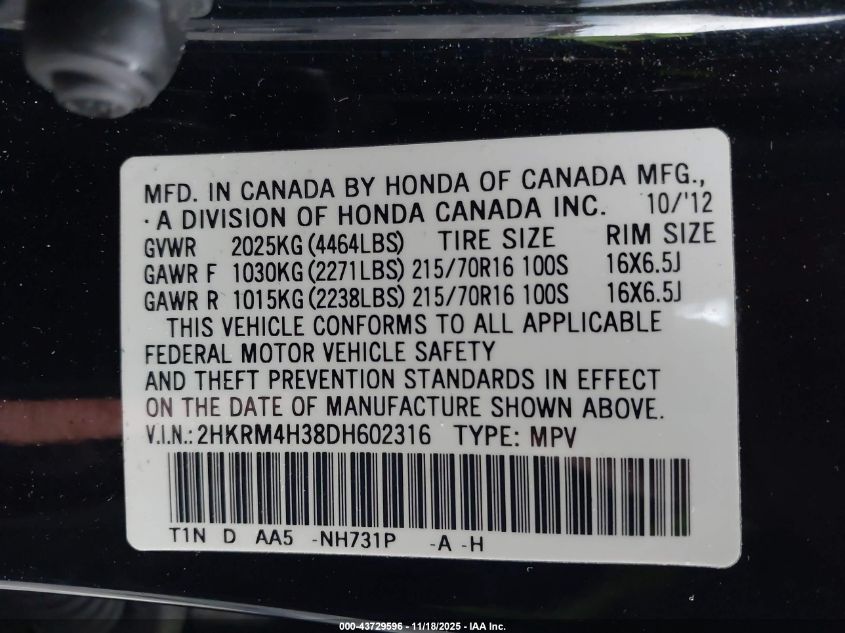 MFD. IN CANADA BY HONDA OF CANADA MFG.,
· A DIVISION OF HONDA CANADA INC. 10/'12
GVWR 2025KG (4464LBS) TIRE SIZE RIM SIZE
GAWR F 1030KG (2271LBS) 215/70R16 100S 16X6.5J
GAWR R 1015KG (2238LBS) 215/70R16 100S 16X6.5J
THIS VEHICLE CONFORMS TO ALL APPLICABLE
FEDERAL MOTOR VEHICLE SAFETY
AND THEFT PREVENTION STANDARDS IN EFFECT
ON THE DATE OF MANUFACTURE SHOWN ABOVE.
V.I.N.: 2HKRM4H38DH602316 TYPE: MPV
T1N D AA5 -NH731P -A -H
000-43729596 - 11/18/2025 - IAA Inc.